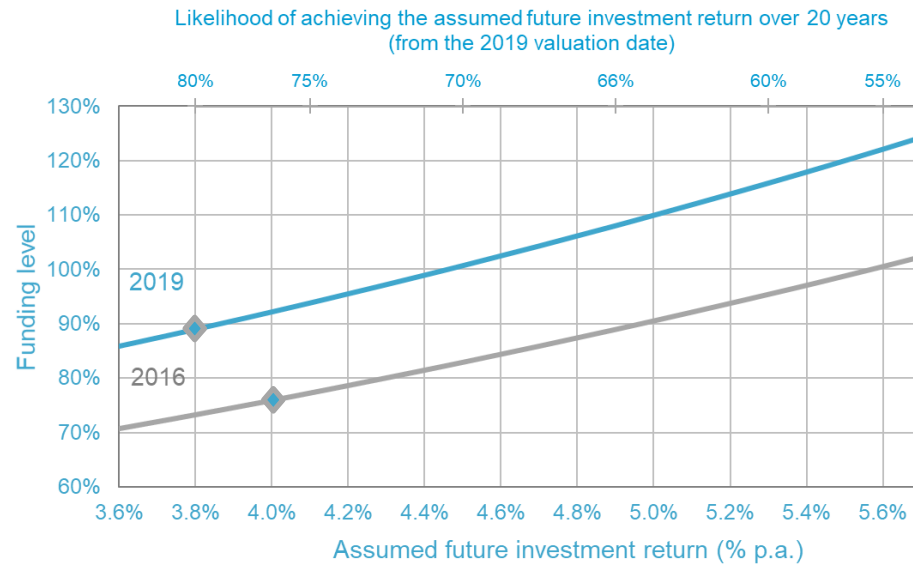 Likelihood of achieving the assumed future investment return over 20 years
(from the 2019 valuation date)
80% 75% 70% 66% 60% 55%
130%
120%
110%
100%
90%
80%
70%
60%
Funding level
2019
2016
3.6% 3.8% 4.0% 4.2% 4.4% 4.6% 4.8% 5.0% 5.2% 5.4% 5.6%
Assumed future investment return (% p.a.)